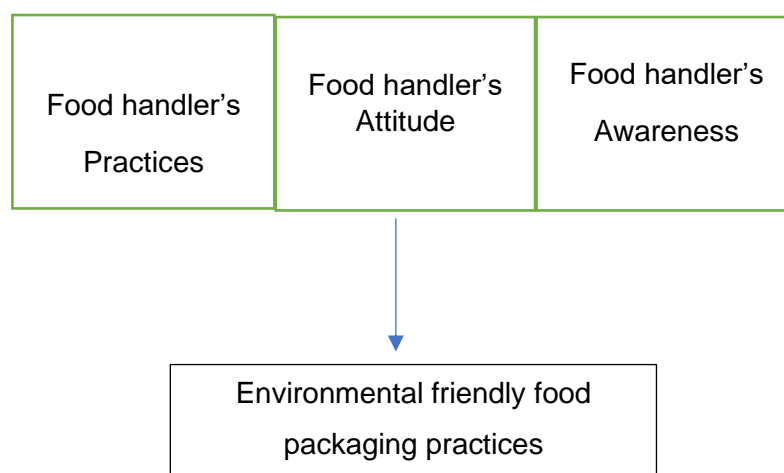 Food handler's
Practices
Food handler's
Attitude
Food handler's
Awareness
Environmental friendly food
packaging practices